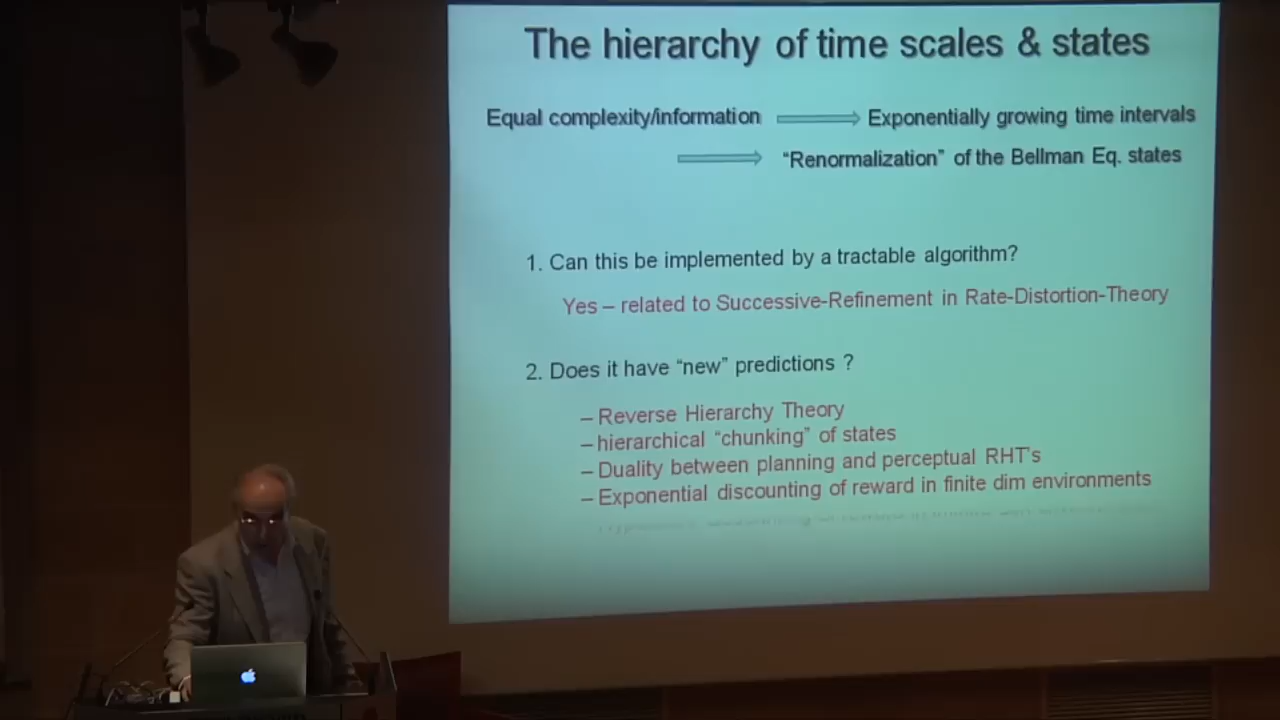 The hierarchy of time scales & states
Equal complexity/information
Exponentially growing time intervals
“Renormalization” of the Bellman Eq. states
1. Can this be implemented by a tractable algorithm?
Yes – related to Successive-Refinement in Rate-Distortion-Theory
2. Does it have “new” predictions ?
– Reverse Hierarchy Theory
– hierarchical “chunking” of states
– Duality between planning and perceptual RHT's
– Exponential discounting of reward in finite dim environments